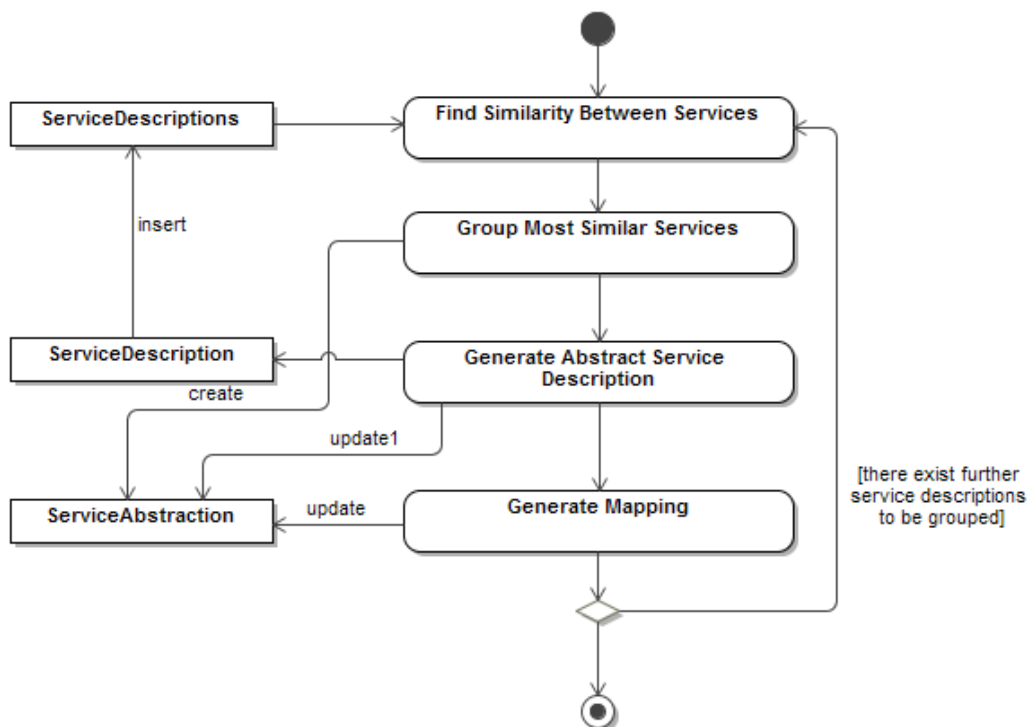 ServiceDescriptions
Find Similarity Between Services
insert
Group Most Similar Services
ServiceDescription
Generate Abstract Service
Description
create
update1
ServiceAbstraction
update
Generate Mapping
[there exist further
service descriptions
to be grouped]